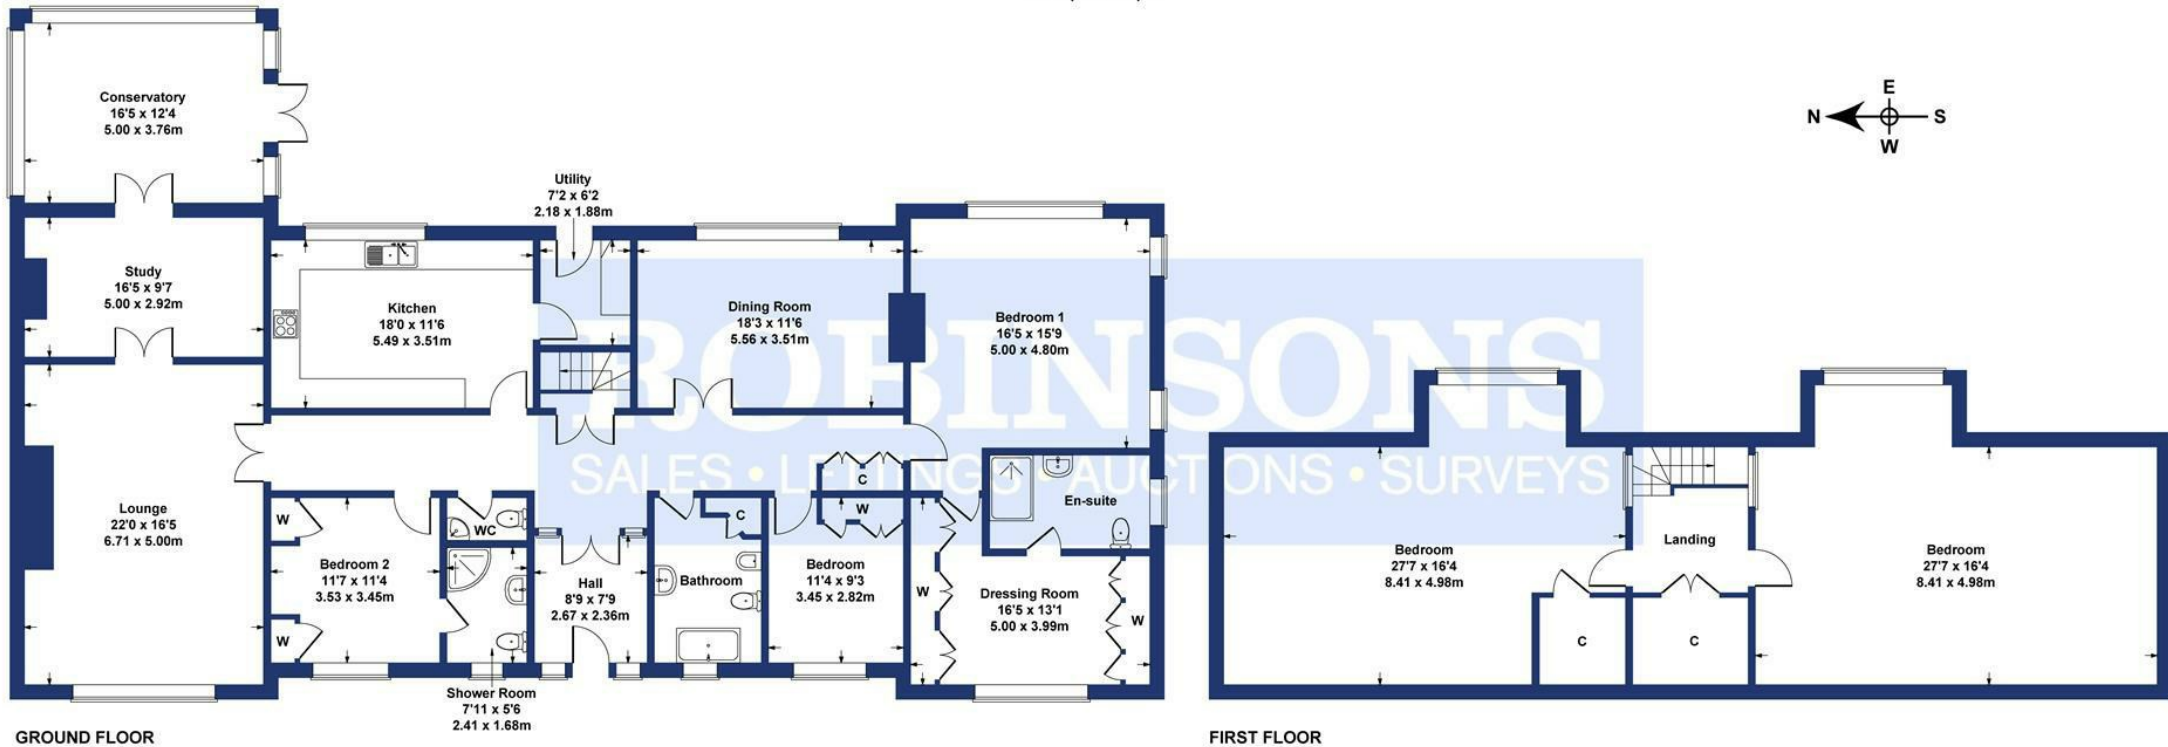 Conservatory
16'5 x 12'4
5.00 x 3.76m
N
E
S
W
Utility
7'2 x 6'2
2.18 x 1.88m
Study
16'5 x 9'7
5.00 x 2.92m
Kitchen
18'0 x 11'6
5.49 x 3.51m
Dining Room
18'3 x 11'6
5.56 x 3.51m
Bedroom 1
16'5 x 15'9
5.00 x 4.80m
ROBINSONS
SALES • LETTINGS • AUCTIONS • SURVEYS
C
En-suite
Lounge
22'0 x 16'5
6.71 x 5.00m
W
WC
C
W
Bedroom 2
11'7 x 11'4
3.53 x 3.45m
W
Hall
8'9 x 7'9
2.67 x 2.36m
Bathroom
Bedroom
11'4 x 9'3
3.45 x 2.82m
W
Dressing Room
16'5 x 13'1
5.00 x 3.99m
W
Shower Room
7'11 x 5'6
2.41 x 1.68m
Bedroom
27'7 x 16'4
8.41 x 4.98m
Landing
Bedroom
27'7 x 16'4
8.41 x 4.98m
C
C
GROUND FLOOR
FIRST FLOOR